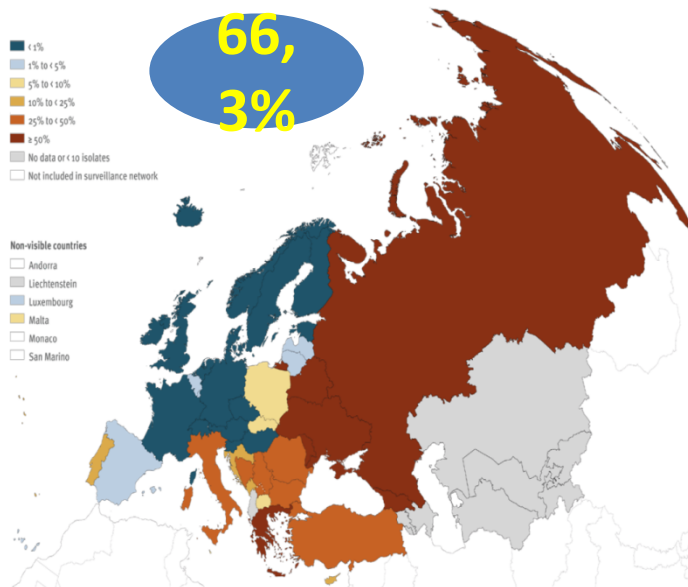 66,
3%
< 1%
1% to < 5%
5% to < 10%
10% to < 25%
25% to < 50%
≥ 50%
No data or < 10 isolates
Not included in surveillance network
Non-visible countries
Andorra
Liechtenstein
Luxembourg
Malta
Monaco
San Marino